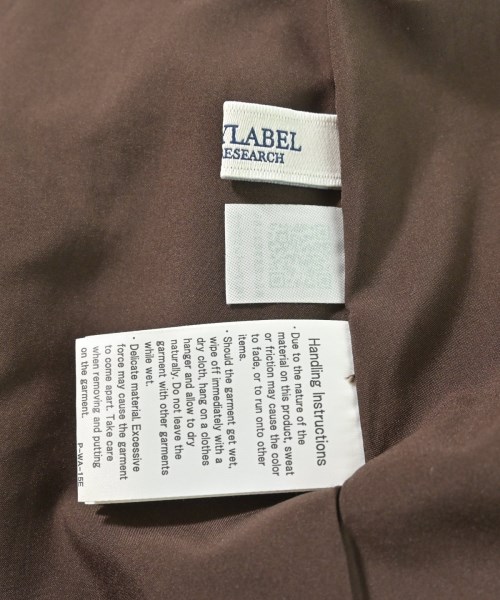 YLABEL
ESEARCH
Handling Instructions
・Due to the nature of the
material on this product, sweat
or friction may cause the color
to fade, or to run onto other
items.
・Should the garment get wet,
wipe off immediately with a
dry cloth, hang on a clothes
hanger and allow to dry
naturally. Do not leave the
garment with other garments
while wet.
・Delicate material. Excessive
force may cause the garment
to come apart. Take care
when removing and putting
on the garment.
P-WA-15E